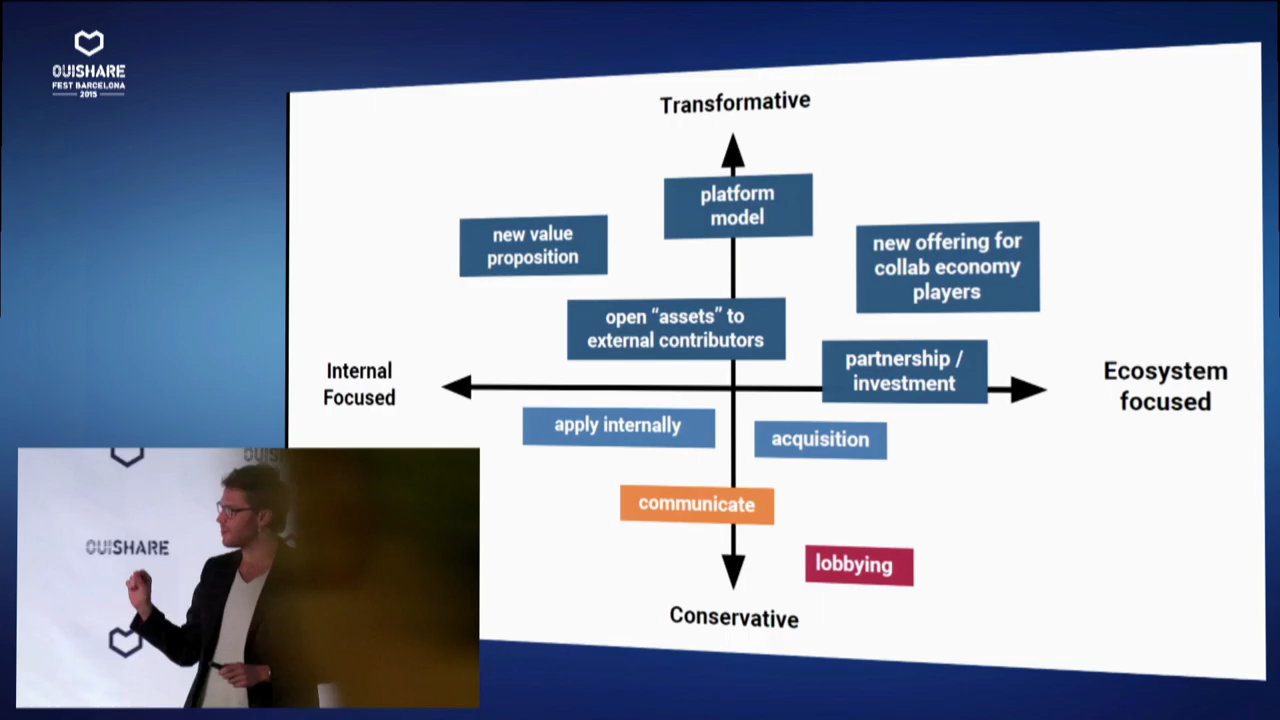 OUISHARE
FEST BARCELONA
2015
Transformative
platform
model
new value
proposition
new offering for
collab economy
players
open “assets” to
external contributors
partnership /
investment
Internal
Focused
Ecosystem
focused
apply internally
acquisition
communicate
lobbying
Conservative
OUIS
OUISHARE